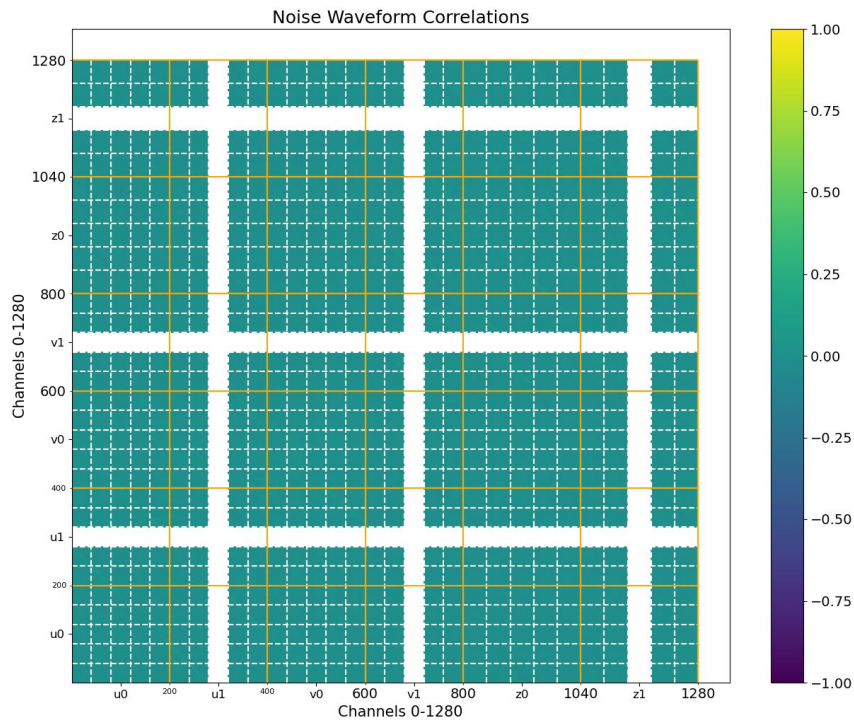 Noise Waveform Correlations
1280
z1
1040
z0
800
v1
600
v0
400
u1
200
u0
Channels 0-1280
u0 200 u1 400 v0 600 v1 800 z0 1040 z1 1280
Channels 0-1280
1.00
0.75
0.50
0.25
0.00
−0.25
−0.50
−0.75
−1.00